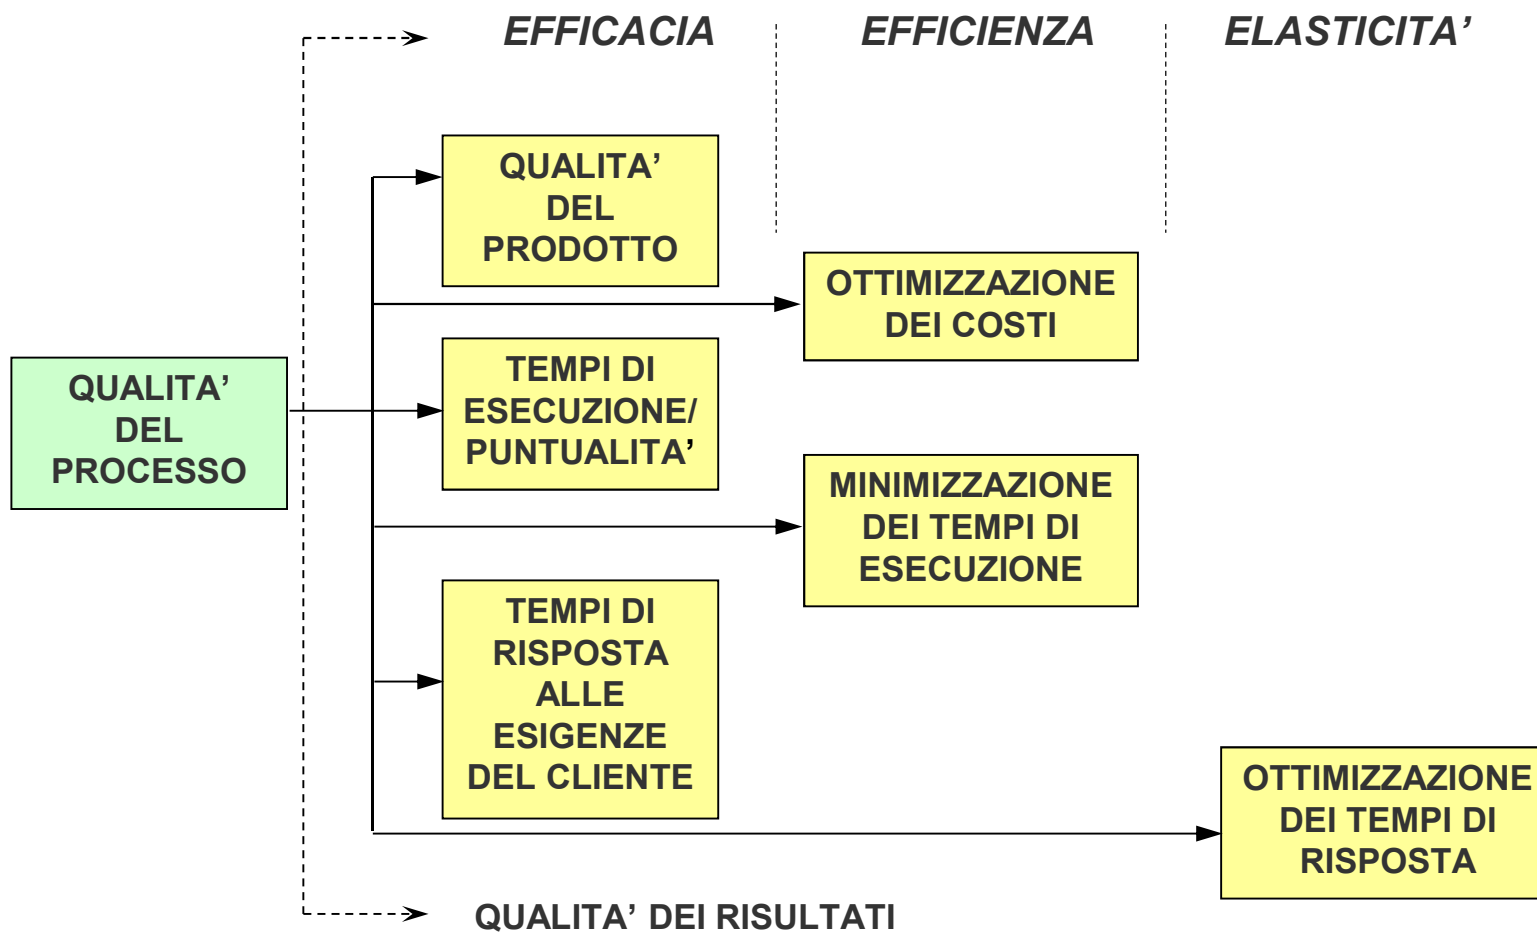 EFFICACIA
EFFICIENZA
ELASTICITA’
QUALITA’
DEL
PRODOTTO
OTTIMIZZAZIONE
DEI COSTI
QUALITA’
DEL
PROCESSO
TEMPI DI
ESECUZIONE/
PUNTUALITA’
MINIMIZZAZIONE
DEI TEMPI DI
ESECUZIONE
TEMPI DI
RISPOSTA
ALLE
ESIGENZE
DEL CLIENTE
OTTIMIZZAZIONE
DEI TEMPI DI
RISPOSTA
QUALITA’ DEI RISULTATI